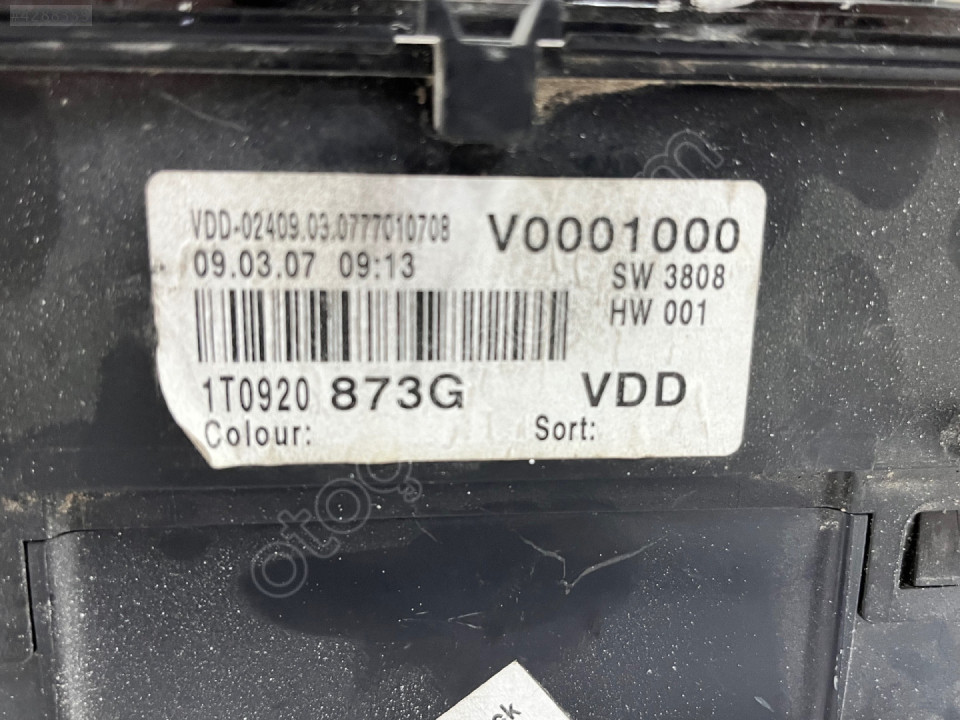 #4286335
VDD-02409.03.0777010708
V0001000
09.03.07 09:13
SW 3808
HW 001
1T0920 873G
VDD
Colour:
Sort: